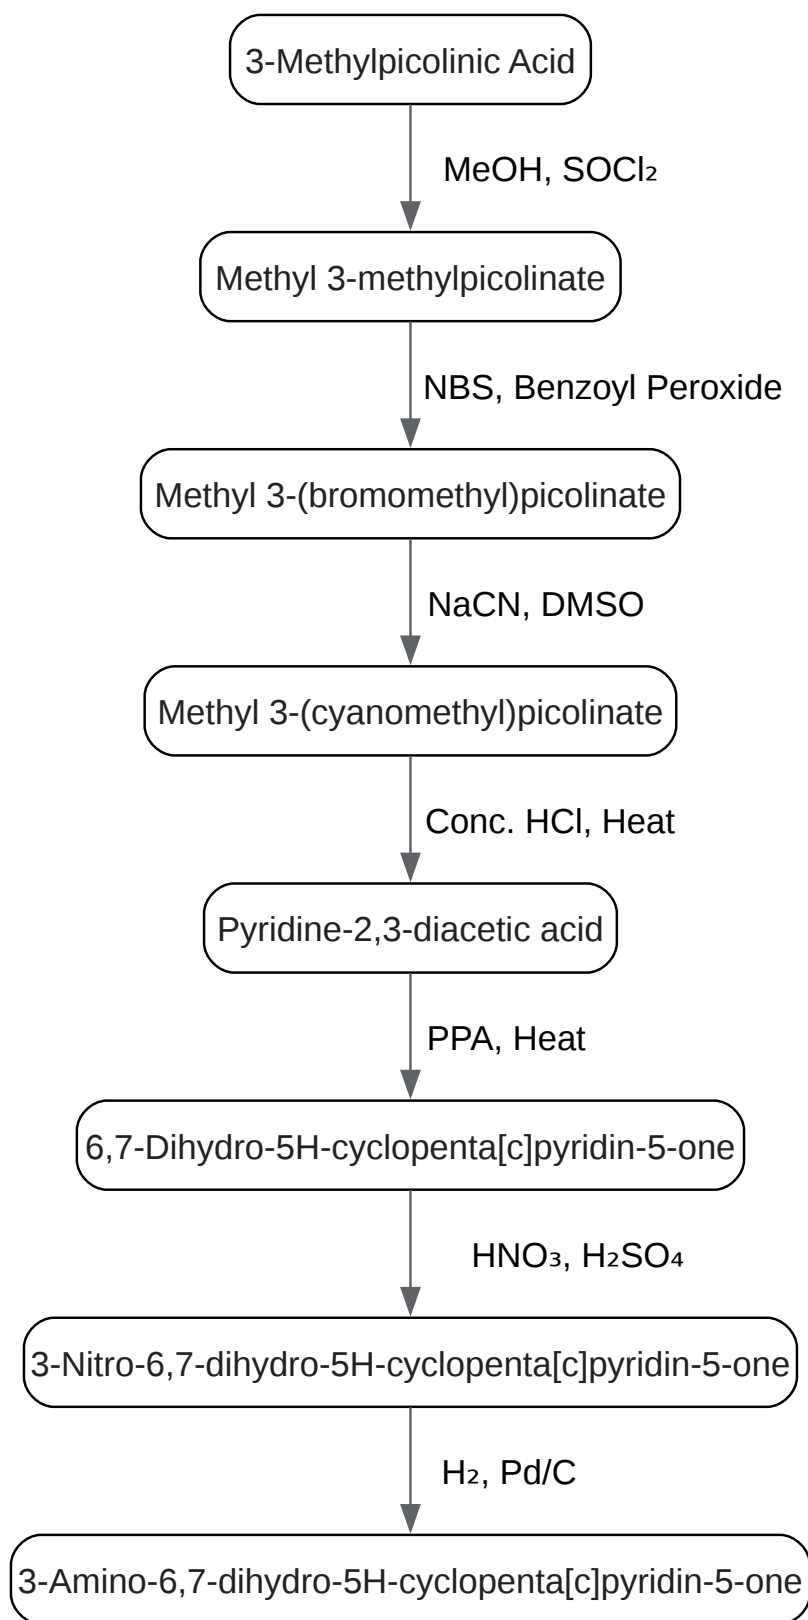 3-Methylpicolinic Acid
MeOH, SOCl₂
Methyl 3-methylpicolinate
NBS, Benzoyl Peroxide
Methyl 3-(bromomethyl)picolinate
NaCN, DMSO
Methyl 3-(cyanomethyl)picolinate
Conc. HCl, Heat
Pyridine-2,3-diacetic acid
PPA, Heat
6,7-Dihydro-5H-cyclopenta[c]pyridin-5-one
HNO₃, H₂SO₄
3-Nitro-6,7-dihydro-5H-cyclopenta[c]pyridin-5-one
H₂, Pd/C
3-Amino-6,7-dihydro-5H-cyclopenta[c]pyridin-5-one